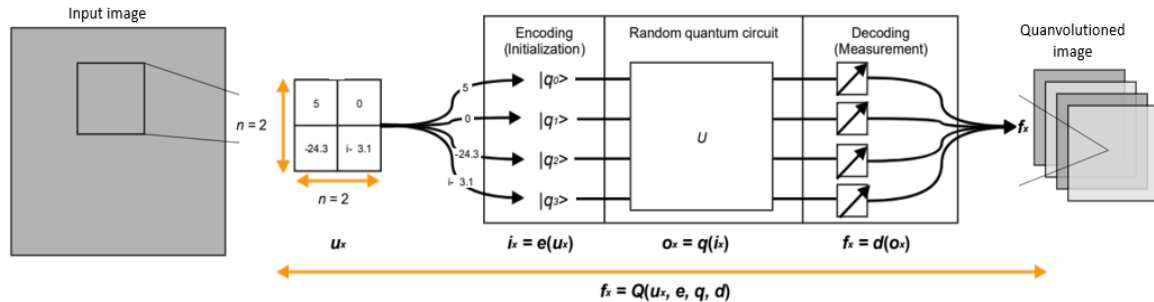 Input image
n = 2
5
0
-24.3
i- 3.1
n = 2
uₓ
5
0
-24.3
i- 3.1
Encoding
(Initialization)
|q₀>
|q₁>
|q₂>
|q₃>
iₓ = e(uₓ)
Random quantum circuit
U
oₓ = q(iₓ)
Decoding
(Measurement)
fₓ = d(oₓ)
fₓ
Quanvolutioned
image
fₓ = Q(uₓ, e, q, d)